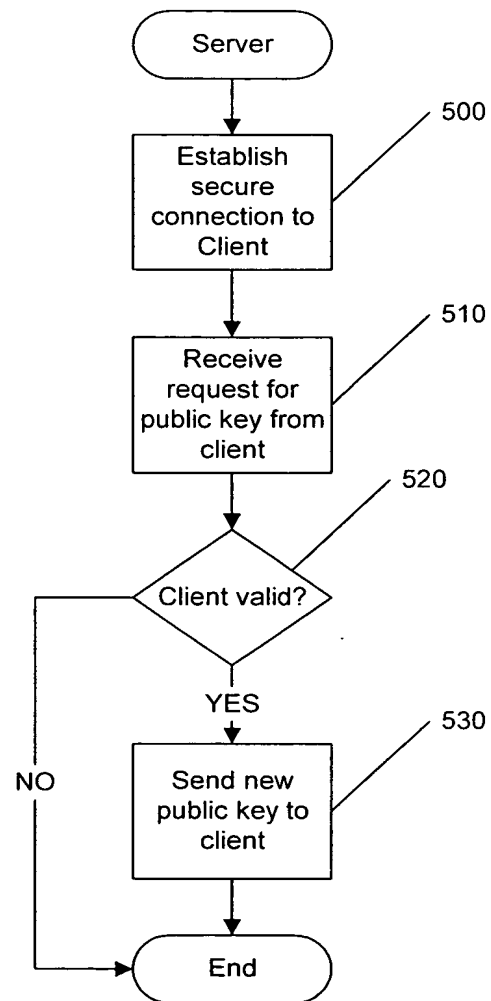 Server
500
Establish
secure
connection to
Client
510
Receive
request for
public key from
client
520
Client valid?
YES
NO
530
Send new
public key to
client
End